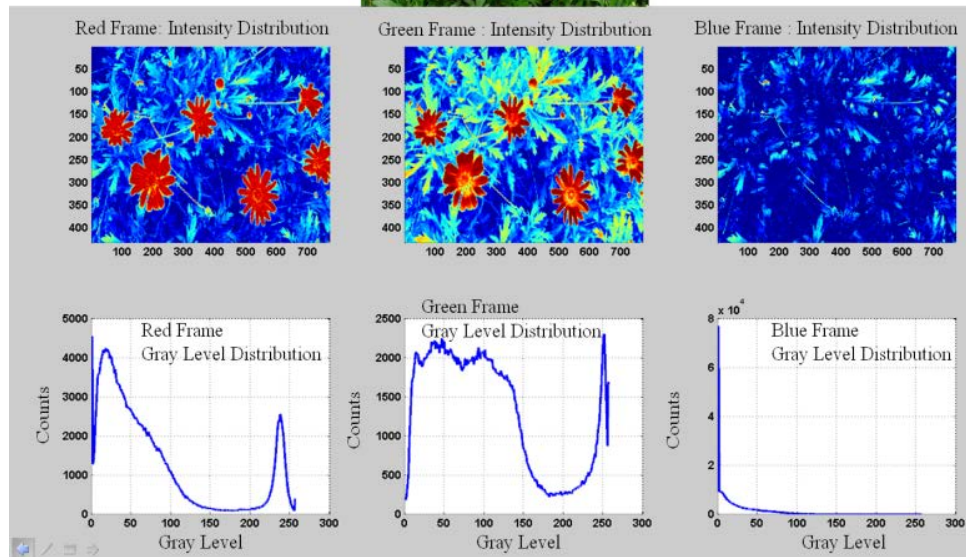 Red Frame: Intensity Distribution
Green Frame : Intensity Distribution
Blue Frame : Intensity Distribution
50
100
150
200
250
300
350
400
100 200 300 400 500 600 700
50
100
150
200
250
300
350
400
100 200 300 400 500 600 700
50
100
150
200
250
300
350
400
100 200 300 400 500 600 700
Red Frame
Gray Level Distribution
5000
4000
3000
2000
1000
0
Counts
0 50 100 150 200 250 300
Gray Level
Green Frame
Gray Level Distribution
2500
2000
1500
1000
500
0
Counts
0 50 100 150 200 250 300
Gray Level
x 10^4
Blue Frame
Gray Level Distribution
8
6
4
2
0
Counts
0 50 100 150 200 250 300
Gray Level